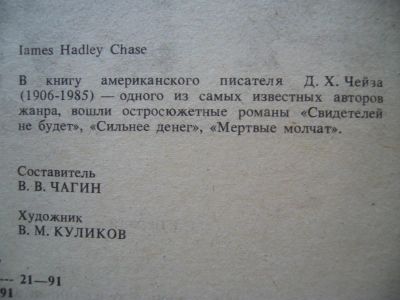 Iames Hadley Chase
В книгу американского писателя Д. Х. Чейза
(1906-1985) — одного из самых известных авторов
жанра, вошли остросюжетные романы «Свидетелей
не будет», «Сильнее денег», «Мертвые молчат».
Составитель
В. В. ЧАГИН
Художник
В. М. КУЛИКОВ
— 21—91
91